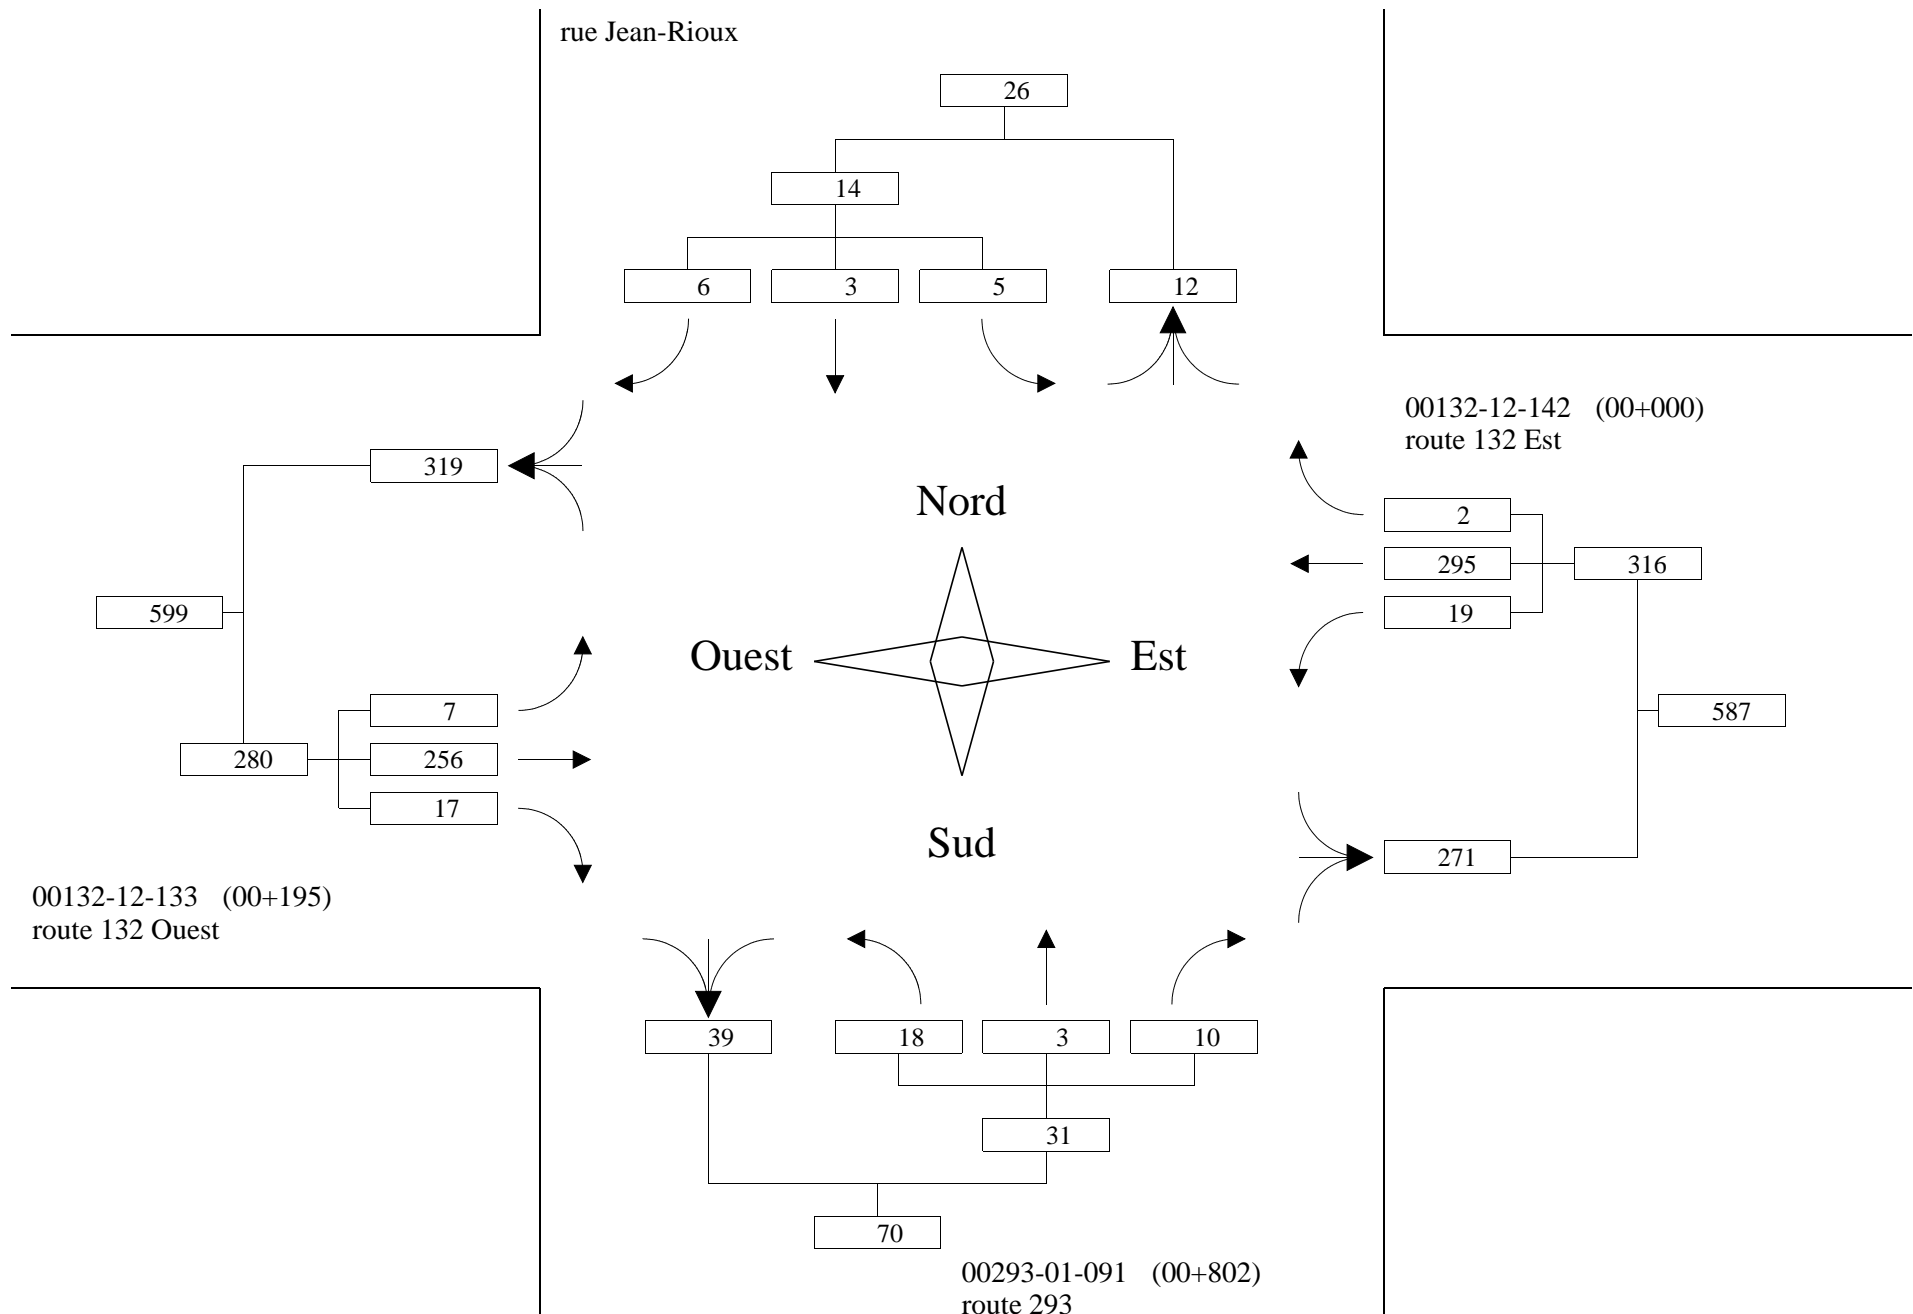 rue Jean-Rioux
26
14
6 3 5 12
00132-12-142 (00+000)
route 132 Est
319
Nord
2
295 316
19
599
Ouest Est
7
587
280 256
17
Sud
271
00132-12-133 (00+195)
route 132 Ouest
39 18 3 10
31
70
00293-01-091 (00+802)
route 293